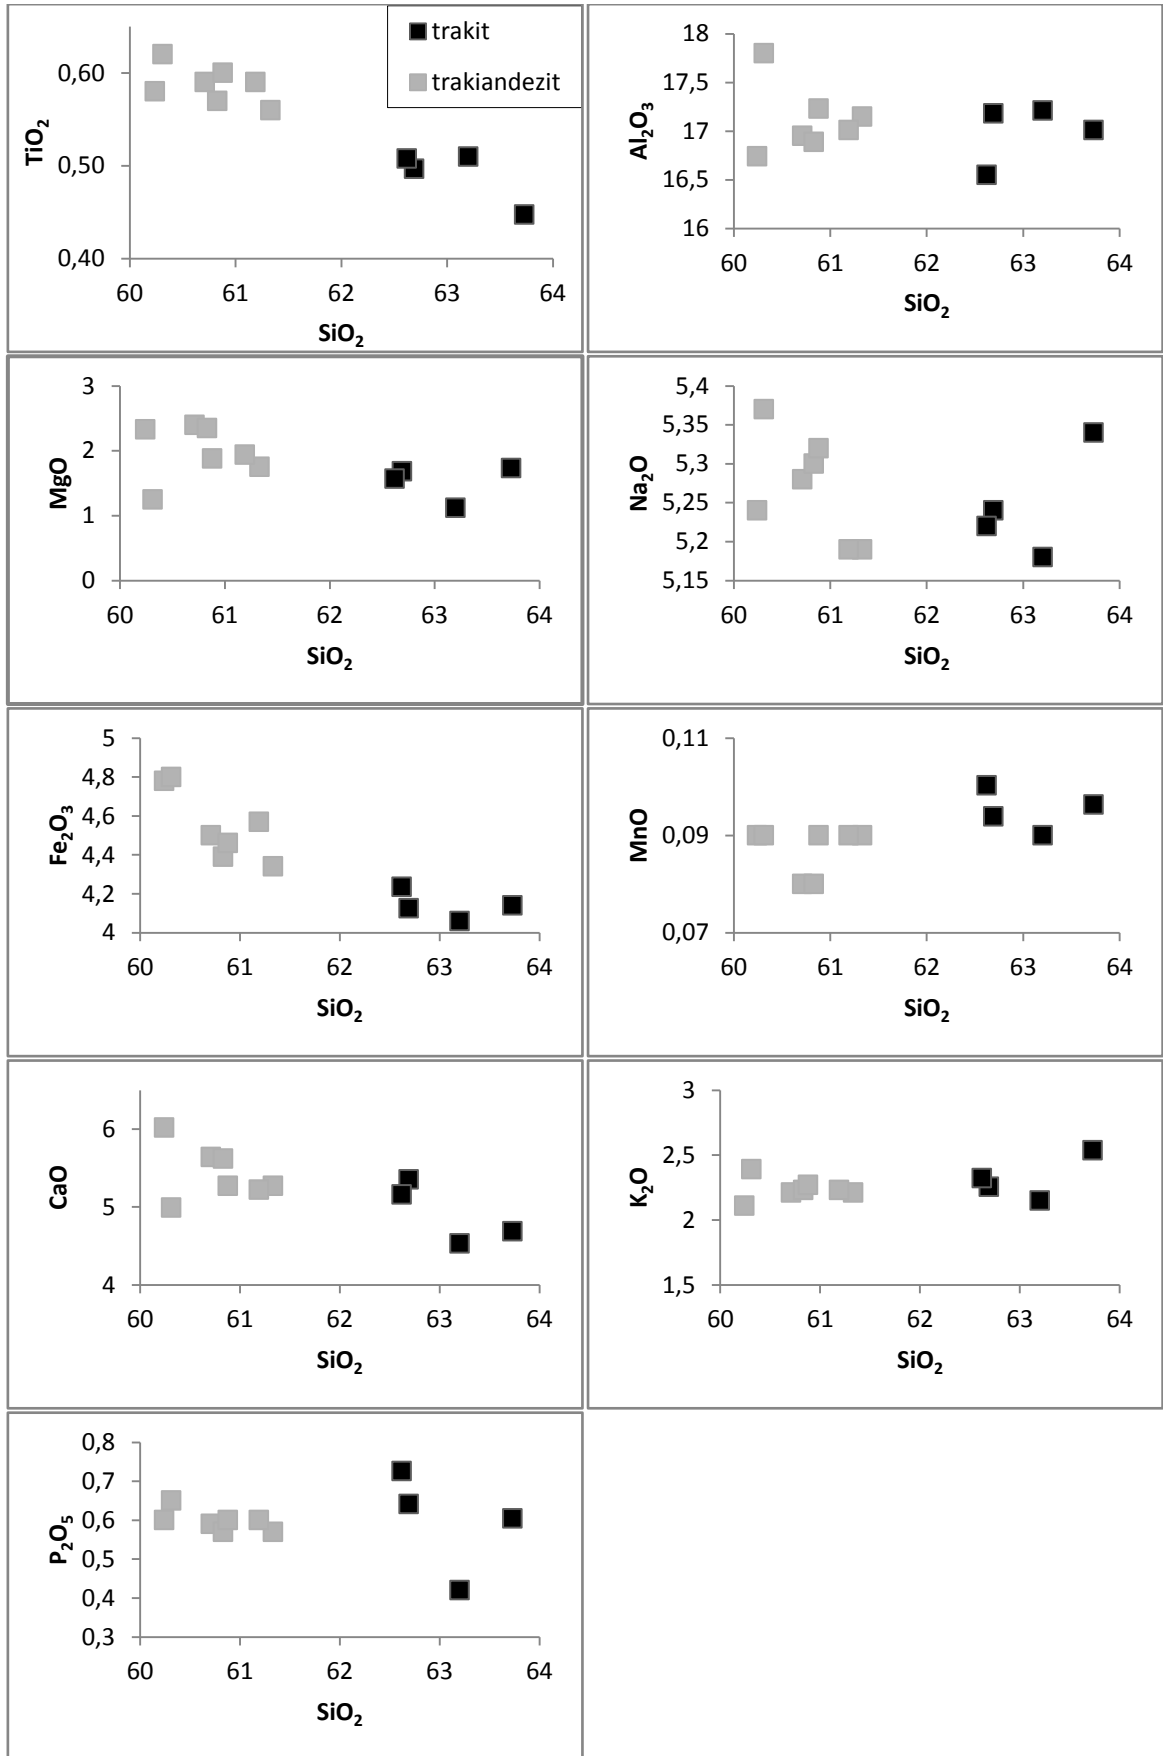 trakit
trakiandezit
0,60
0,50
0,40
TiO₂
60 61 62 63 64
SiO₂
18
17,5
17
16,5
16
Al₂O₃
60 61 62 63 64
SiO₂
3
2
1
0
MgO
60 61 62 63 64
SiO₂
5,4
5,35
5,3
5,25
5,2
5,15
Na₂O
60 61 62 63 64
SiO₂
5
4,8
4,6
4,4
4,2
4
Fe₂O₃
60 61 62 63 64
SiO₂
0,11
0,09
0,07
MnO
60 61 62 63 64
SiO₂
6
5
4
CaO
60 61 62 63 64
SiO₂
3
2,5
2
1,5
K₂O
60 61 62 63 64
SiO₂
0,8
0,7
0,6
0,5
0,4
0,3
P₂O₅
60 61 62 63 64
SiO₂